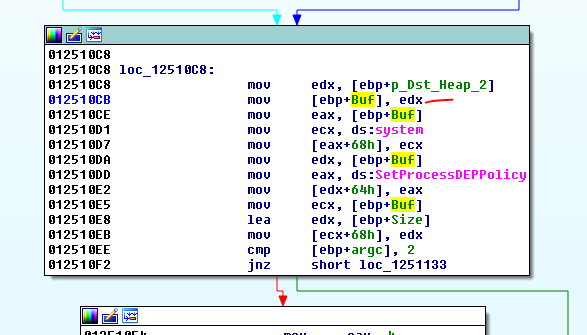 012510C8
012510C8 loc_12510C8:
012510C8 mov edx, [ebp+p_Dst_Heap_2]
012510CB mov [ebp+Buf], edx
012510CE mov eax, [ebp+Buf]
012510D1 mov ecx, ds:system
012510D7 mov [eax+68h], ecx
012510DA mov edx, [ebp+Buf]
012510DD mov eax, ds:SetProcessDEPPolicy
012510E2 mov [edx+64h], eax
012510E5 mov ecx, [ebp+Buf]
012510E8 lea edx, [ebp+Size]
012510EB mov [ecx+68h], edx
012510EE cmp [ebp+argc], 2
012510F2 jnz short loc_1251133